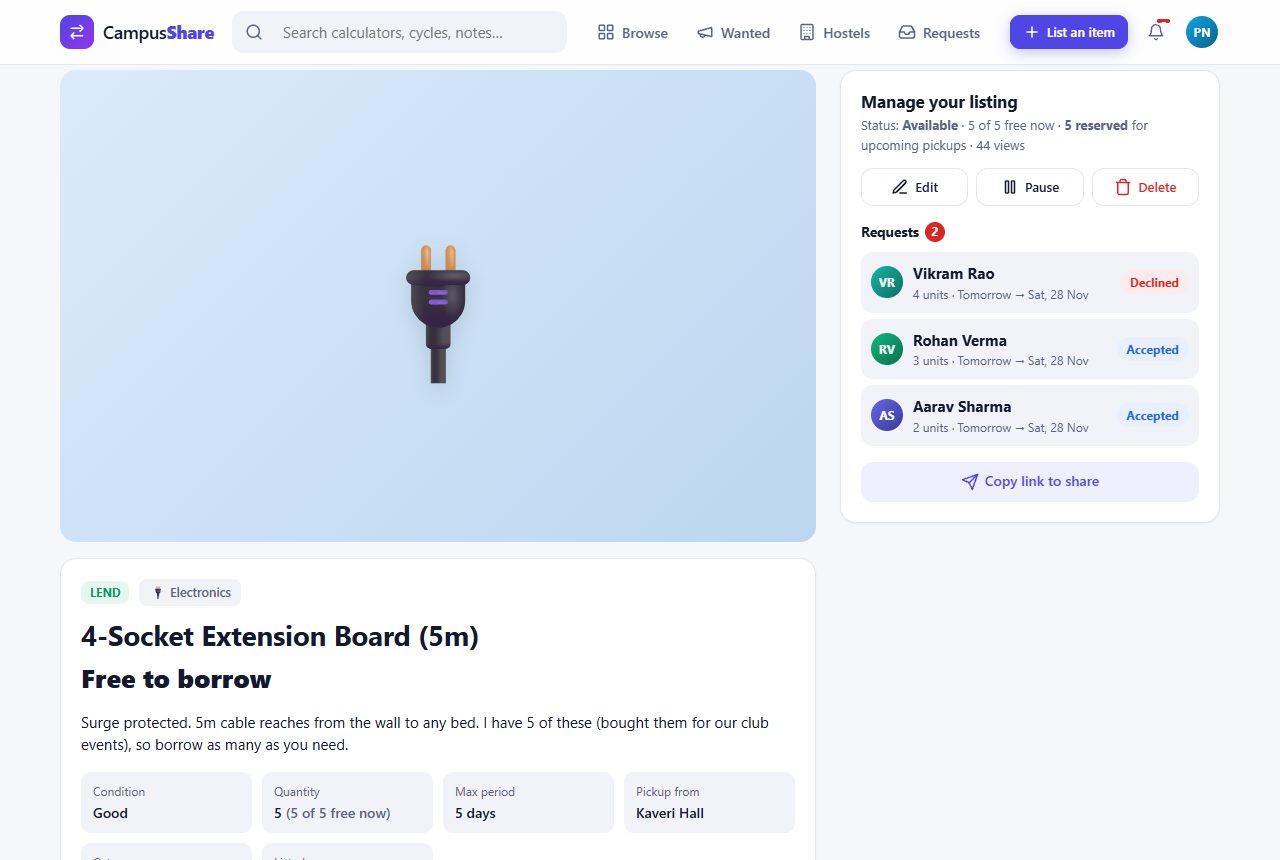 CampusShare
Search calculators, cycles, notes...
Browse
Wanted
Hostels
Requests
List an item
PN
Manage your listing
Status: Available · 5 of 5 free now · 5 reserved for
upcoming pickups · 44 views
Edit
Pause
Delete
Requests 2
VR
Vikram Rao
4 units · Tomorrow → Sat, 28 Nov
Declined
RV
Rohan Verma
3 units · Tomorrow → Sat, 28 Nov
Accepted
AS
Aarav Sharma
2 units · Tomorrow → Sat, 28 Nov
Accepted
Copy link to share
LEND
Electronics
4-Socket Extension Board (5m)
Free to borrow
Surge protected. 5m cable reaches from the wall to any bed. I have 5 of these (bought them for our club
events), so borrow as many as you need.
Condition
Good
Quantity
5 (5 of 5 free now)
Max period
5 days
Pickup from
Kaveri Hall